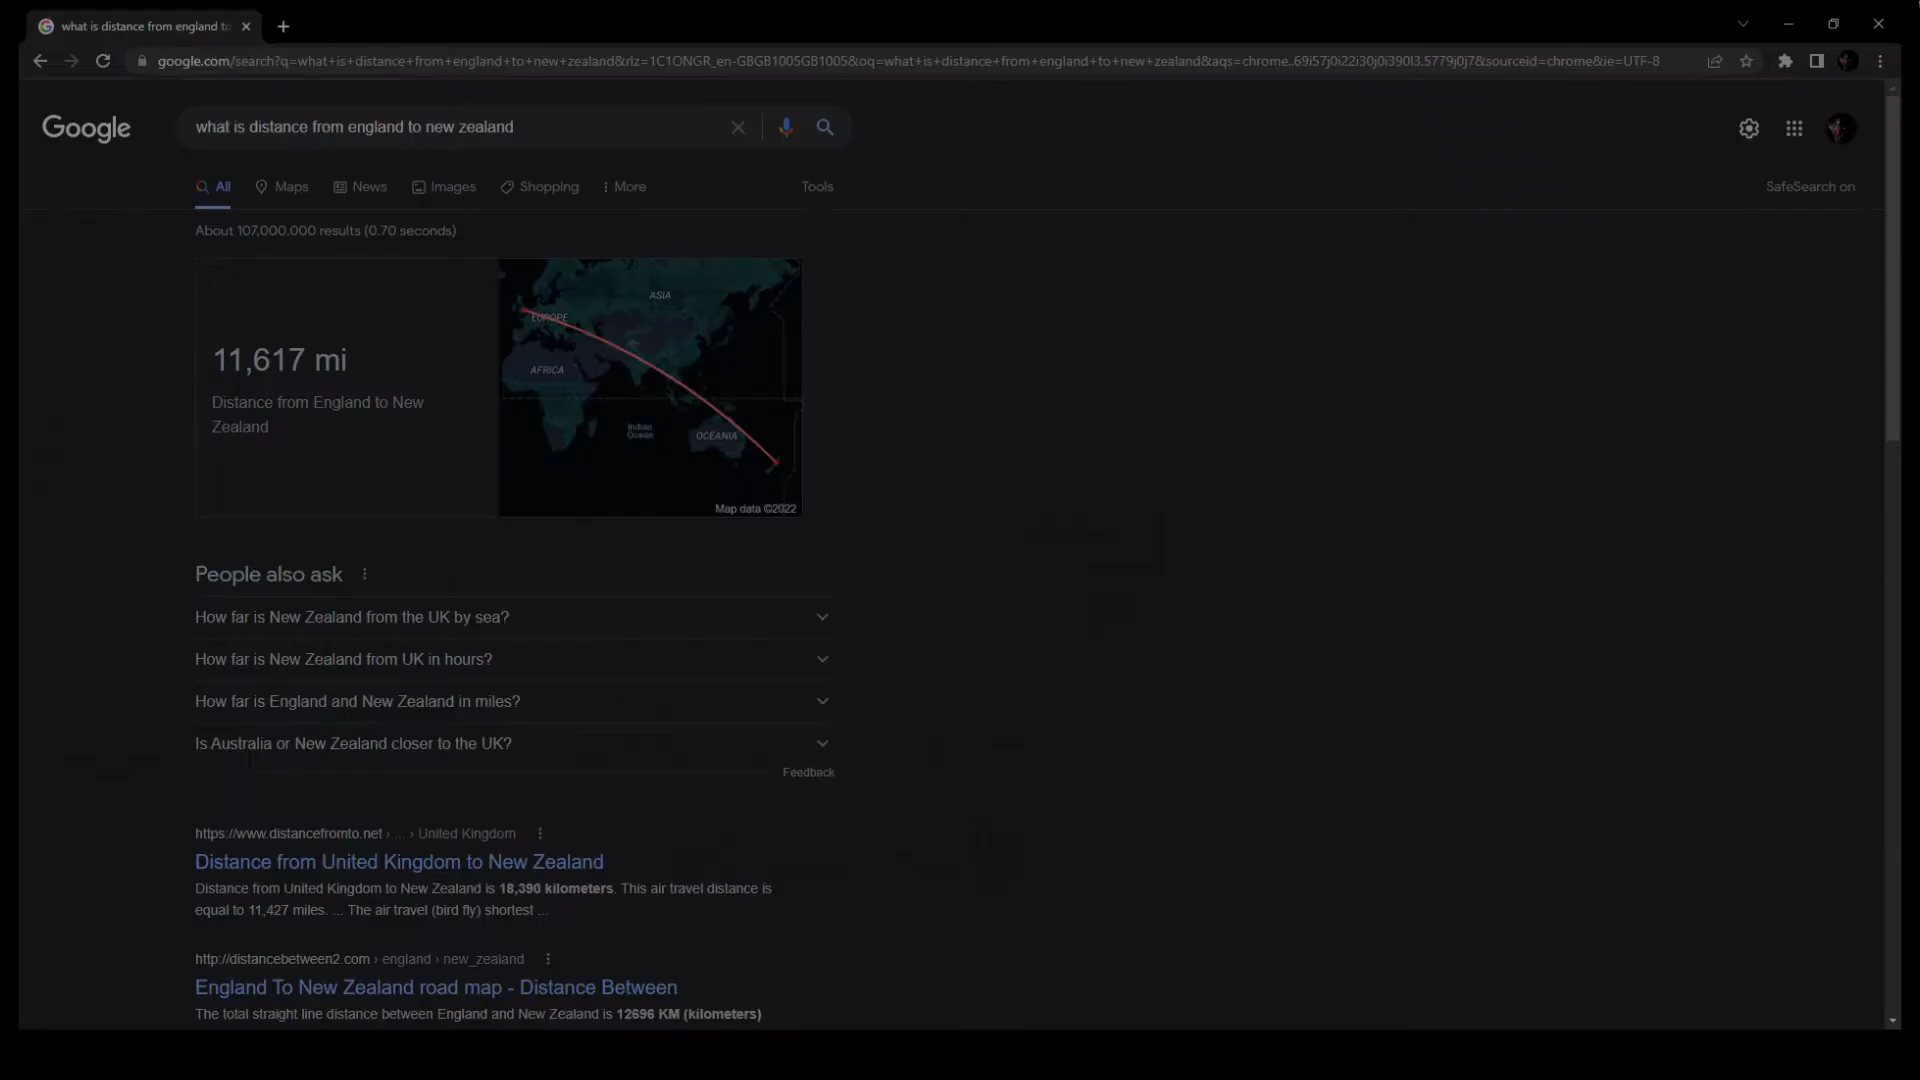 what is distance from england to
google.com/search?q=what+is+distance+from+england+to+new+zealand&rlz=1C1ONGR_en-GBGB1005GB1005&oq=what+is+distance+from+england+to+new+zealand&aqs=chrome..69i57j0i22i30j0i390l3.5779j0j7&sourceid=chrome&ie=UTF-8
Google
what is distance from england to new zealand
All Maps News Images Shopping More Tools SafeSearch on
About 107,000,000 results (0.70 seconds)
11,617 mi
Distance from England to New
Zealand
ASIA
EUROPE
AFRICA
Indian
Ocean
OCEANIA
Map data ©2022
People also ask
How far is New Zealand from the UK by sea?
How far is New Zealand from UK in hours?
How far is England and New Zealand in miles?
Is Australia or New Zealand closer to the UK?
Feedback
https://www.distancefromto.net › ... › United Kingdom
Distance from United Kingdom to New Zealand
Distance from United Kingdom to New Zealand is 18,390 kilometers. This air travel distance is
equal to 11,427 miles. ... The air travel (bird fly) shortest ...
http://distancebetween2.com › england › new_zealand
England To New Zealand road map - Distance Between
The total straight line distance between England and New Zealand is 12696 KM (kilometers)